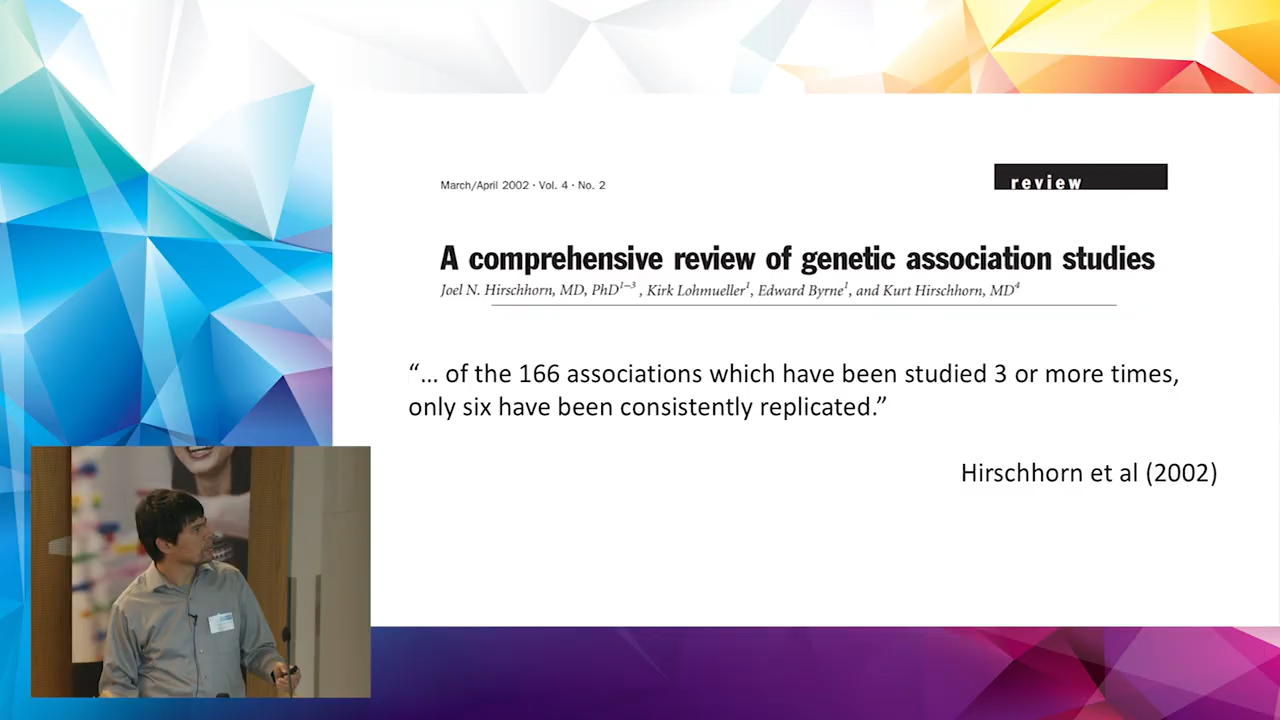 March/April 2002 · Vol. 4 · No. 2
review
A comprehensive review of genetic association studies
Joel N. Hirschhorn, MD, PhD1–3 , Kirk Lohmueller1, Edward Byrne1, and Kurt Hirschhorn, MD4
“... of the 166 associations which have been studied 3 or more times,
only six have been consistently replicated.”
Hirschhorn et al (2002)